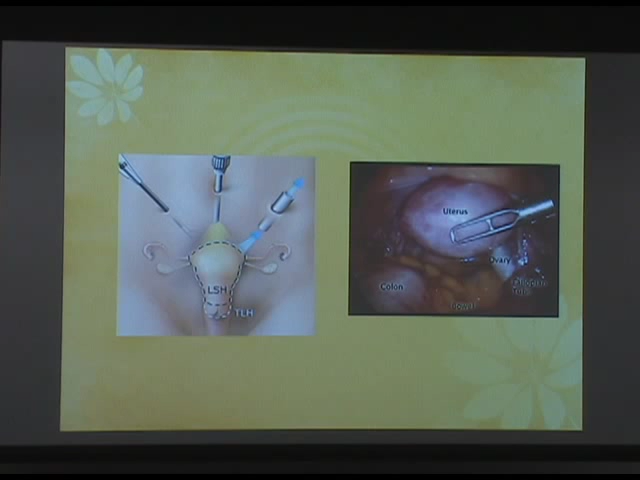 LSH
TLH
Uterus
Ovary
Fallopian
Tube
Colon
Bowel